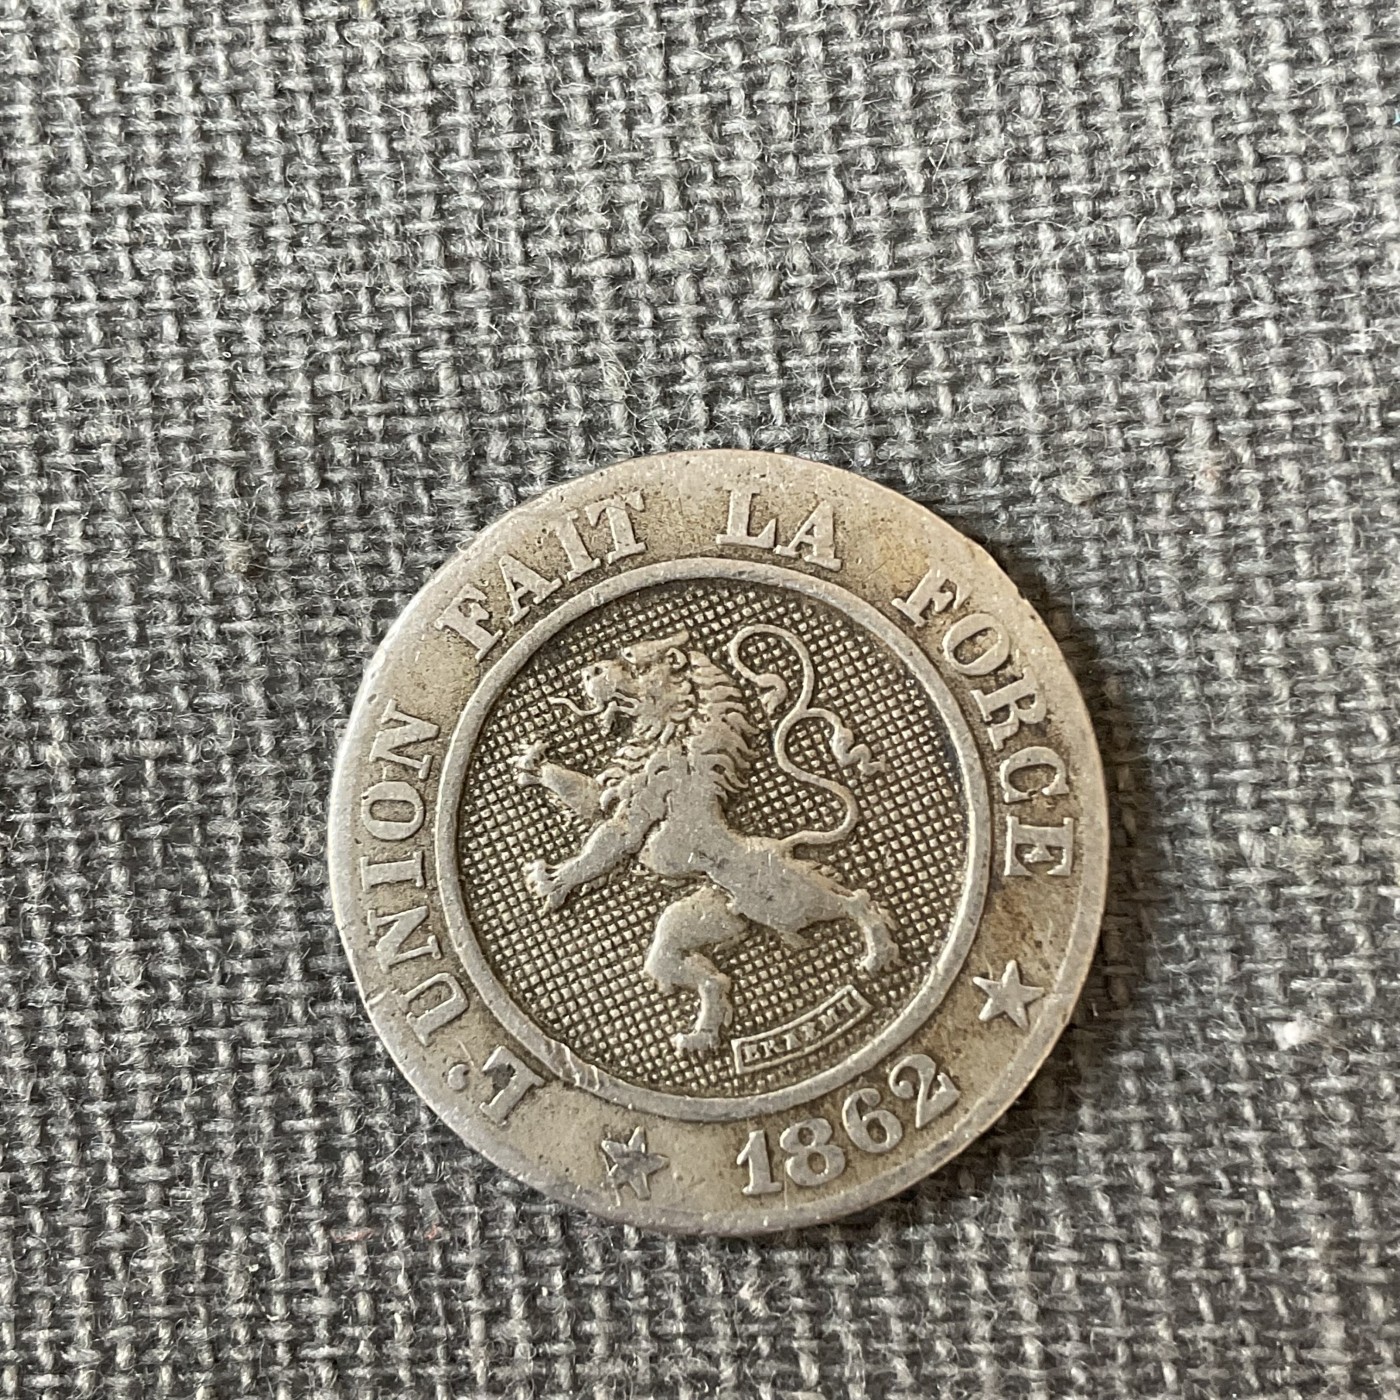 L'UNION FAIT LA FORCE
1862